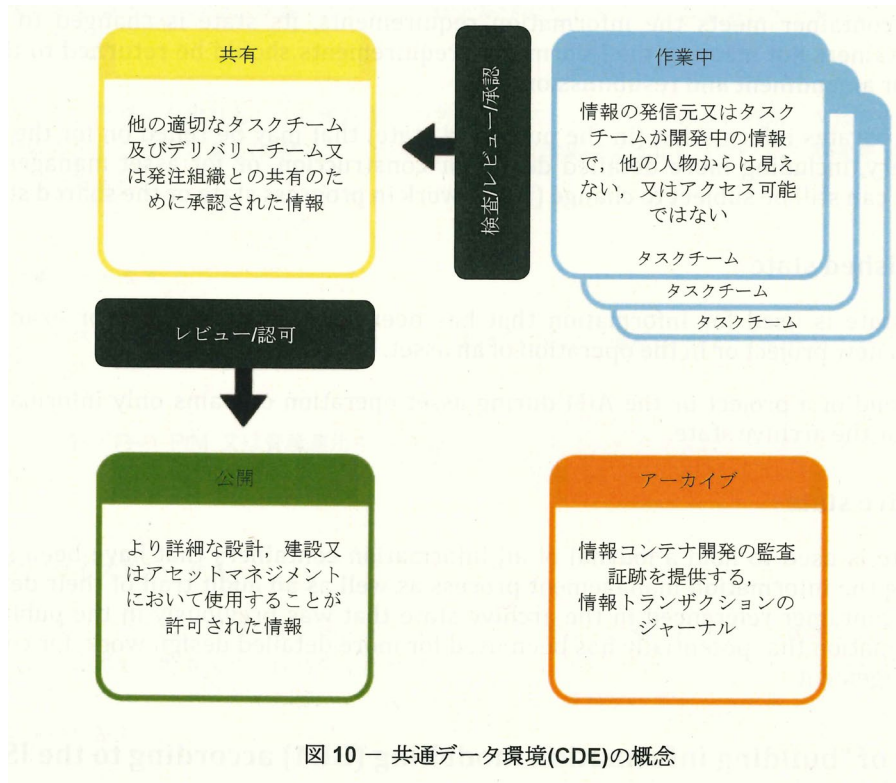 共有
他の適切なタスクチーム
及びデリバリーチーム又
は発注組織との共有のた
めに承認された情報
検査/レビュー/承認
作業中
情報の発信元又はタスク
チームが開発中の情報
で，他の人物からは見え
ない，又はアクセス可能
ではない
タスクチーム
タスクチーム
タスクチーム
レビュー/認可
公開
より詳細な設計，建設又
はアセットマネジメント
において使用することが
許可された情報
アーカイブ
情報コンテナ開発の監査
証跡を提供する，
情報トランザクションの
ジャーナル
図 10 － 共通データ環境(CDE)の概念